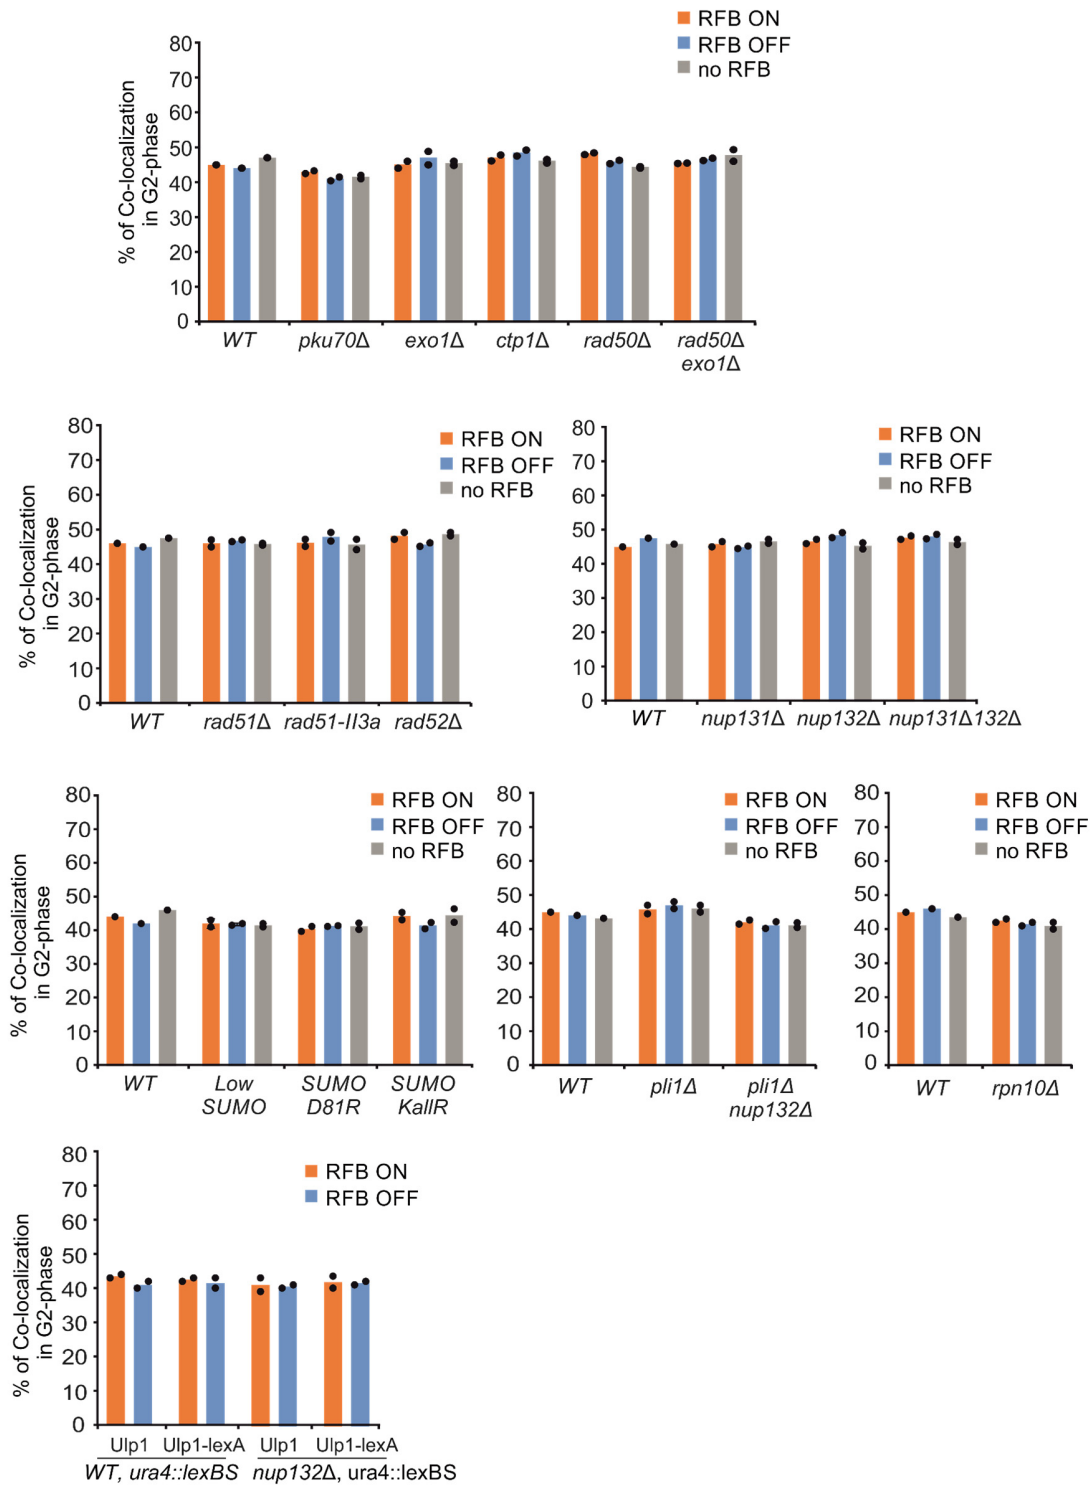 RFB ON
RFB OFF
no RFB
% of Co-localization
in G2-phase
80
70
60
50
40
30
20
10
0
WT
pku70Δ
exo1Δ
ctp1Δ
rad50Δ
rad50Δ
exo1Δ
RFB ON
RFB OFF
no RFB
% of Co-localization
in G2-phase
80
70
60
50
40
30
20
10
0
WT
rad51Δ
rad51-II3a
rad52Δ
RFB ON
RFB OFF
no RFB
80
70
60
50
40
30
20
10
0
WT
nup131Δ
nup132Δ
nup131Δ132Δ
RFB ON
RFB OFF
no RFB
% of Co-localization
in G2-phase
80
70
60
50
40
30
20
10
0
WT
Low
SUMO
SUMO
D81R
SUMO
KallR
RFB ON
RFB OFF
no RFB
80
70
60
50
40
30
20
10
0
WT
pli1Δ
pli1Δ
nup132Δ
RFB ON
RFB OFF
no RFB
80
70
60
50
40
30
20
10
0
WT
rpn10Δ
RFB ON
RFB OFF
% of Co-localization
in G2-phase
80
70
60
50
40
30
20
10
0
Ulp1
Ulp1-lexA
Ulp1
Ulp1-lexA
WT, ura4::lexBS
nup132Δ, ura4::lexBS